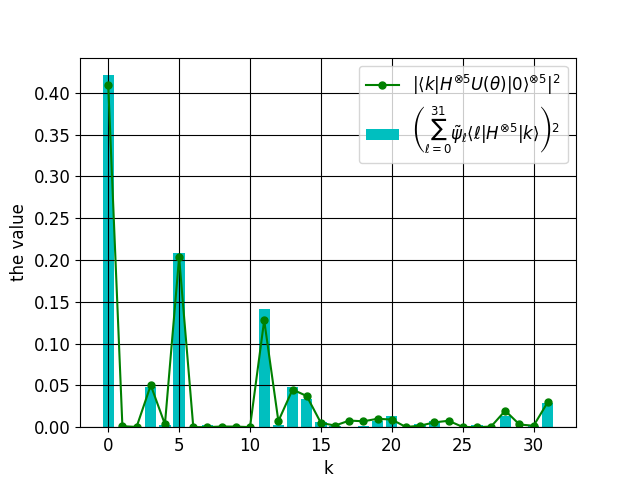 |⟨k|H^{⊗5}U(θ)|0⟩^{⊗5}|^2
(∑_{ℓ=0}^{31} ψ̃_ℓ⟨ℓ|H^{⊗5}|k⟩)^2
0.40
0.35
0.30
0.25
0.20
0.15
0.10
0.05
0.00
the value
0 5 10 15 20 25 30
k